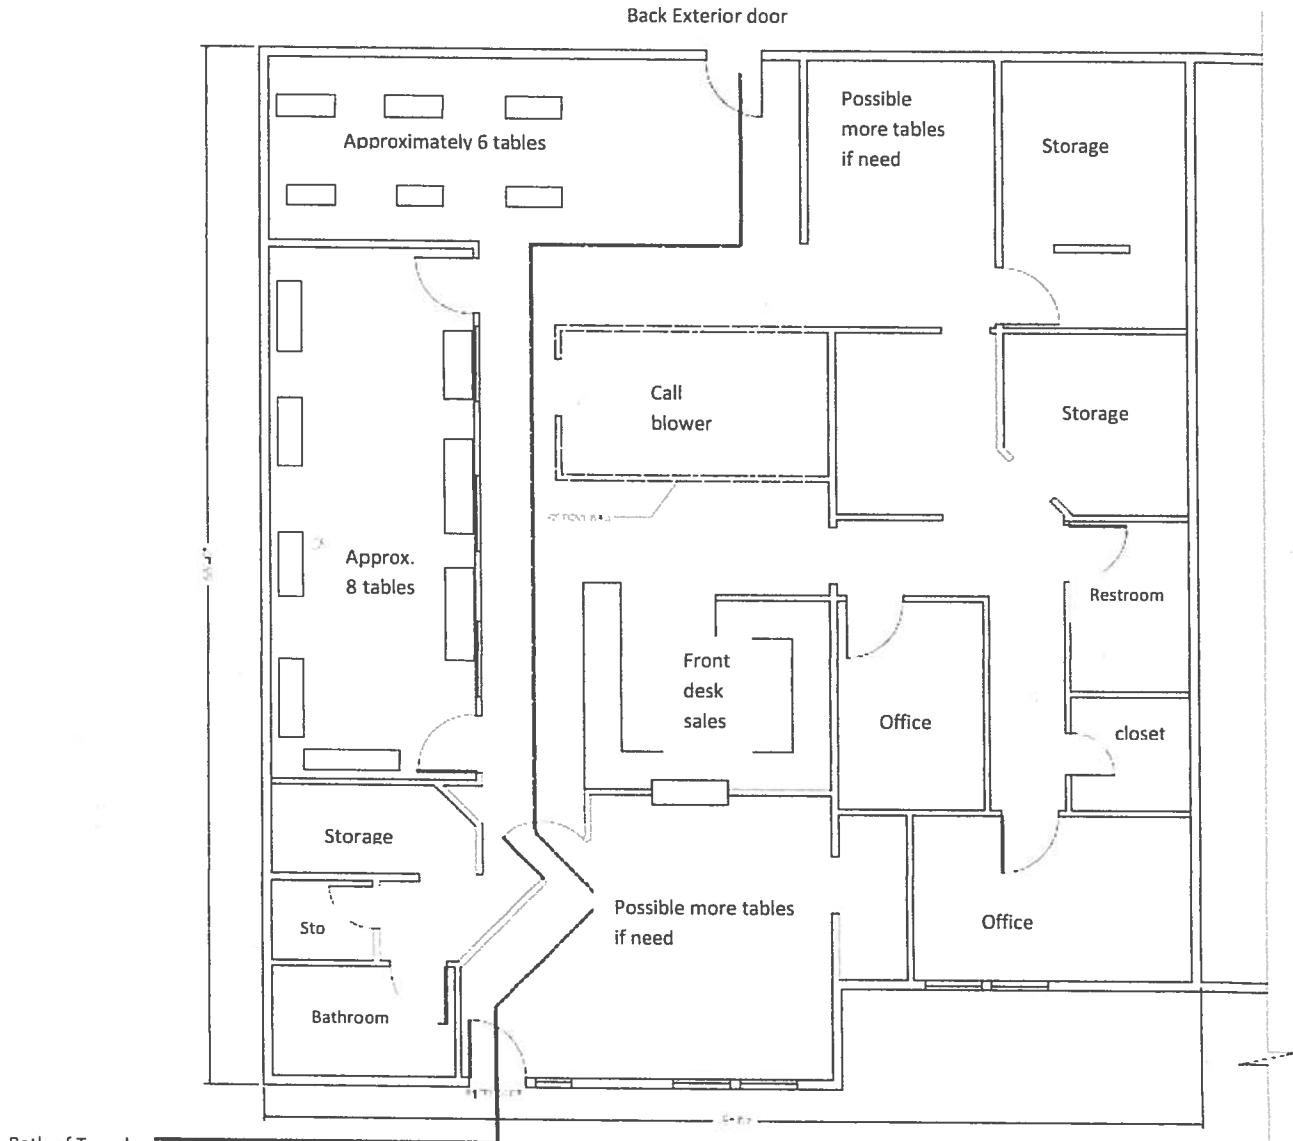 Back Exterior door
Possible
more tables
if need
Approximately 6 tables
Storage
Call
blower
Storage
Approx.
8 tables
Restroom
Front
desk
sales
Office
closet
Storage
Possible more tables
if need
Office
Sto
Bathroom